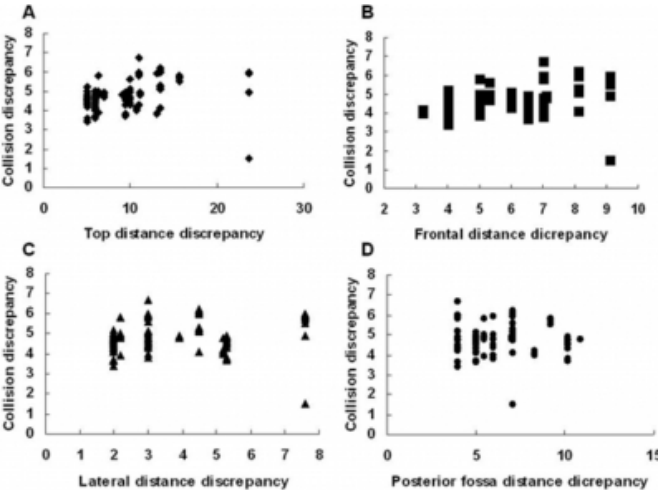 A
B
Collision discrepancy
8
7
6
5
4
3
2
1
0
0 10 20 30
Top distance discrepancy
Collision discrepancy
8
7
6
5
4
3
2
1
0
2 3 4 5 6 7 8 9 10
Frontal distance dicrepancy
C
D
Collision discrepancy
8
7
6
5
4
3
2
1
0
0 1 2 3 4 5 6 7 8
Lateral distance discrepancy
Collision discrepancy
8
7
6
5
4
3
2
1
0
0 5 10 15
Posterior fossa distance dicrepancy